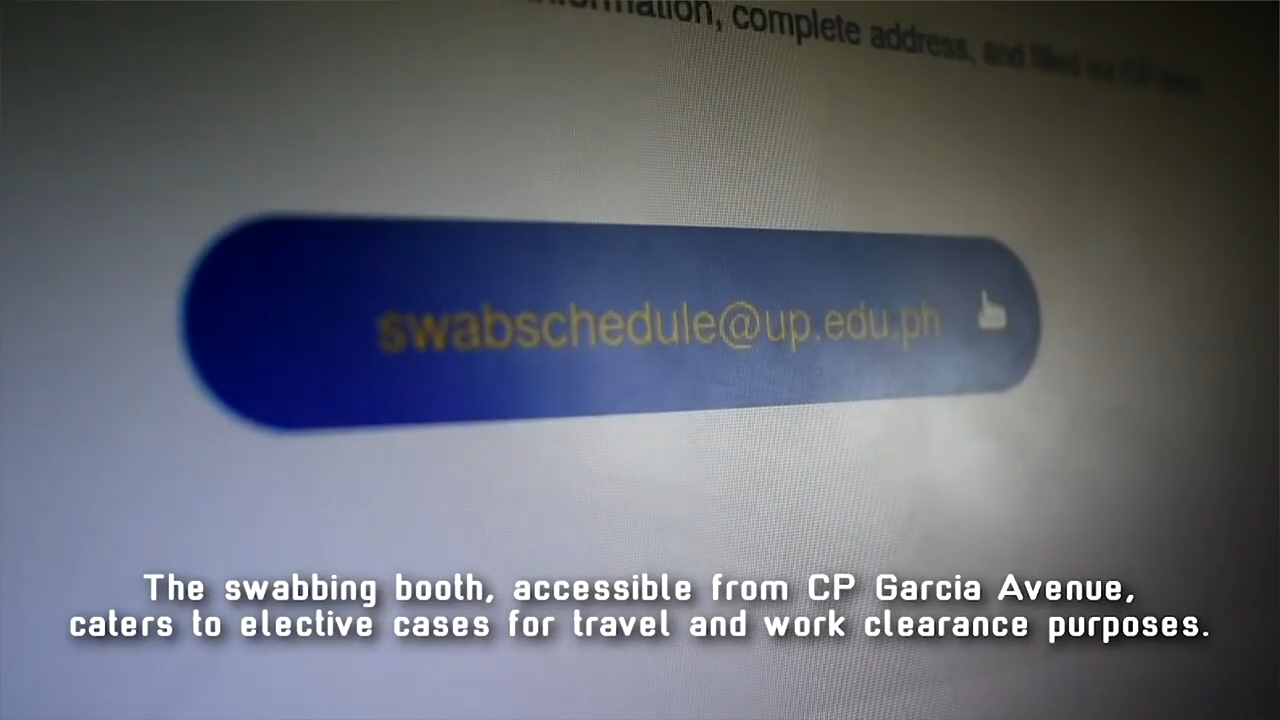 complete address, and
swabschedule@up.edu.ph
The swabbing booth, accessible from CP Garcia Avenue,
caters to elective cases for travel and work clearance purposes.